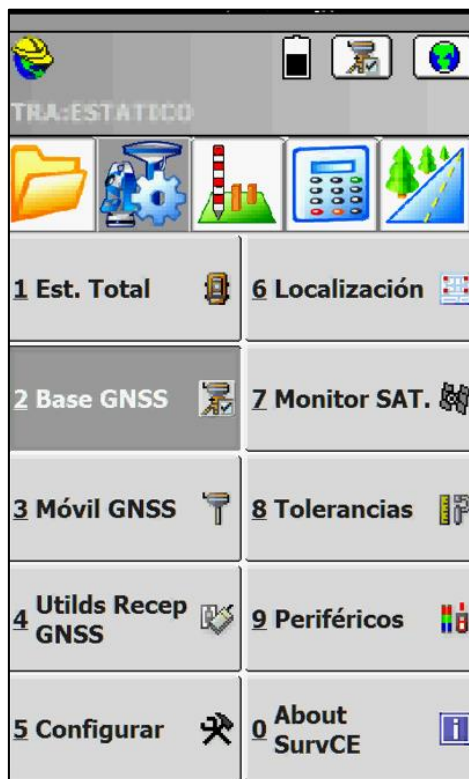 TRA:ESTATICO
1 Est. Total
6 Localización
2 Base GNSS
7 Monitor SAT.
3 Móvil GNSS
8 Tolerancias
4 Utilds Recep
GNSS
9 Periféricos
5 Configurar
0 About
SurvCE